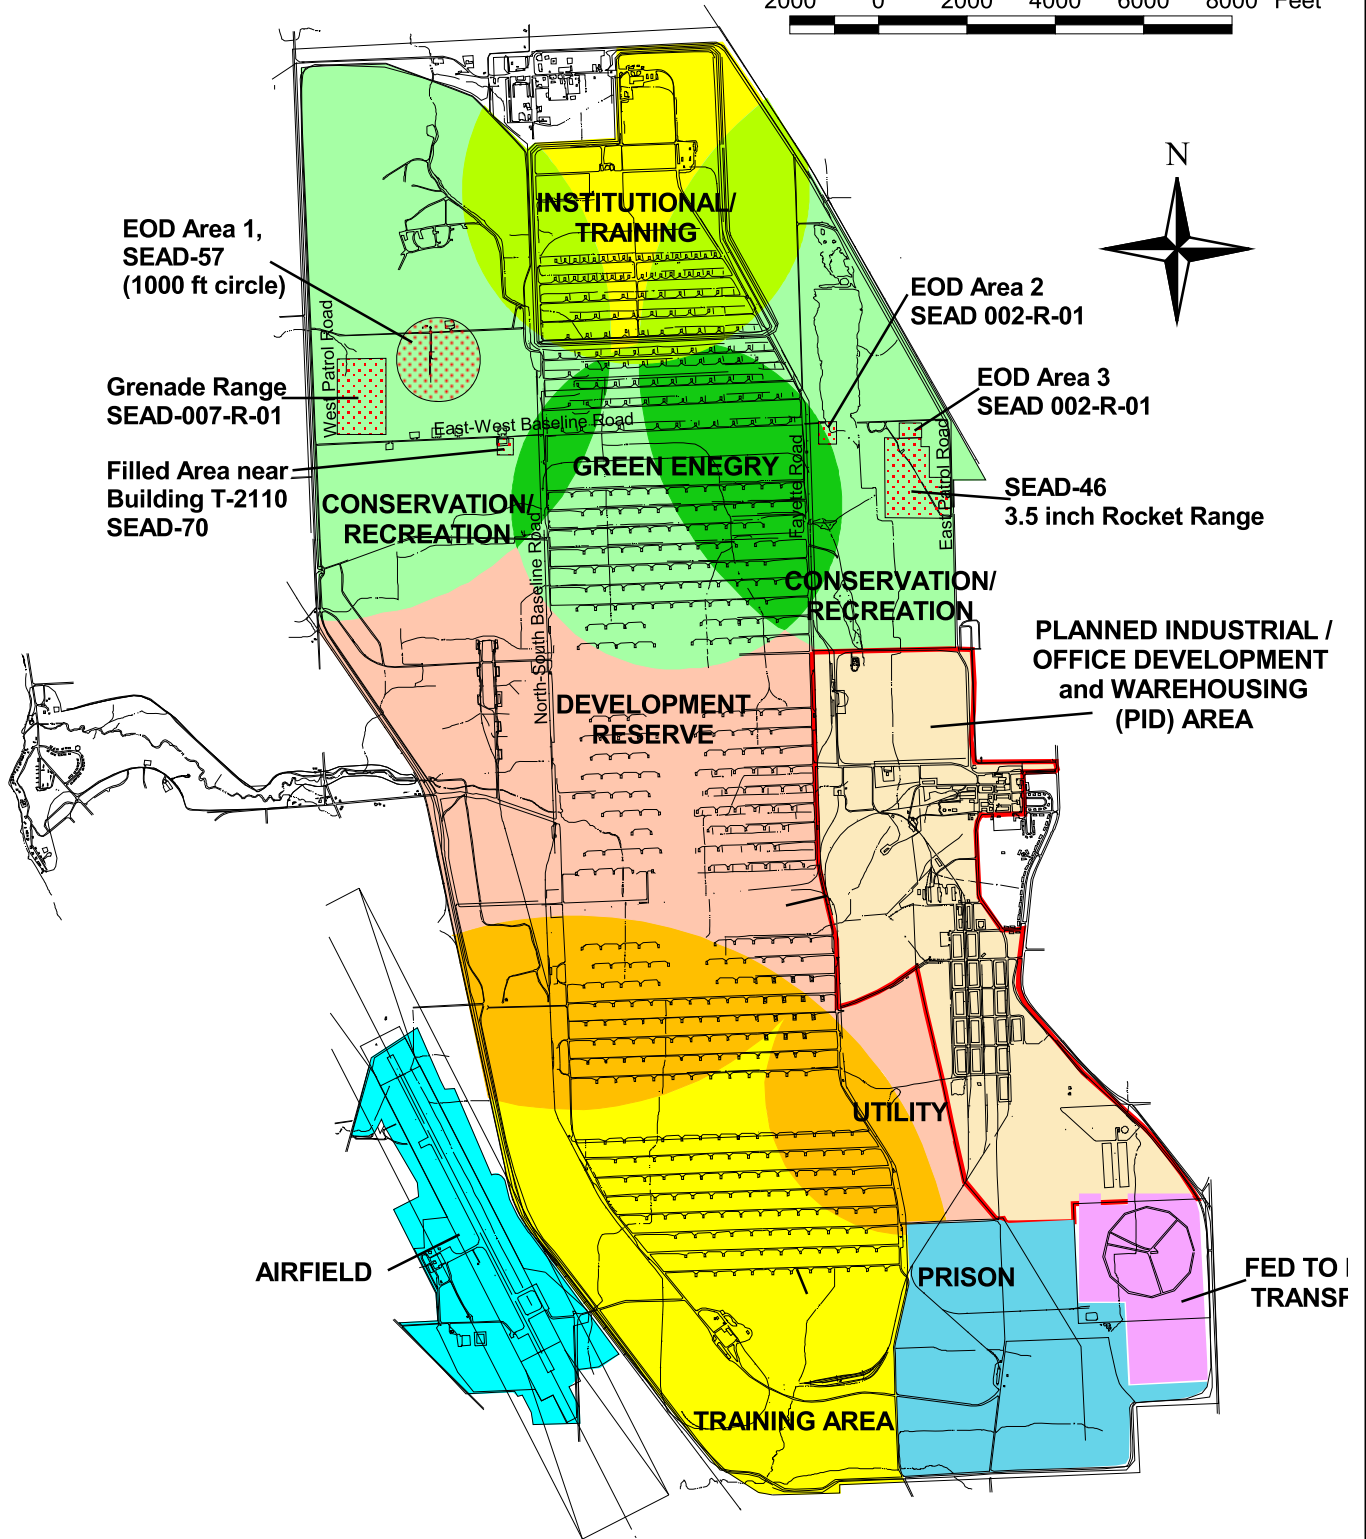 2000 0 2000 4000 6000 8000 Feet
N
INSTITUTIONAL/
TRAINING
EOD Area 1,
SEAD-57
(1000 ft circle)
EOD Area 2
SEAD 002-R-01
West Patrol Road
Grenade Range
SEAD-007-R-01
EOD Area 3
SEAD 002-R-01
East-West Baseline Road
Fayette Road
East Patrol Road
Filled Area near
Building T-2110
SEAD-70
GREEN ENEGRY
SEAD-46
3.5 inch Rocket Range
CONSERVATION/
RECREATION
North-South Baseline Road
CONSERVATION/
RECREATION
PLANNED INDUSTRIAL /
OFFICE DEVELOPMENT
and WAREHOUSING
(PID) AREA
DEVELOPMENT
RESERVE
UTILITY
AIRFIELD
PRISON
FED TO
TRAINING AREA